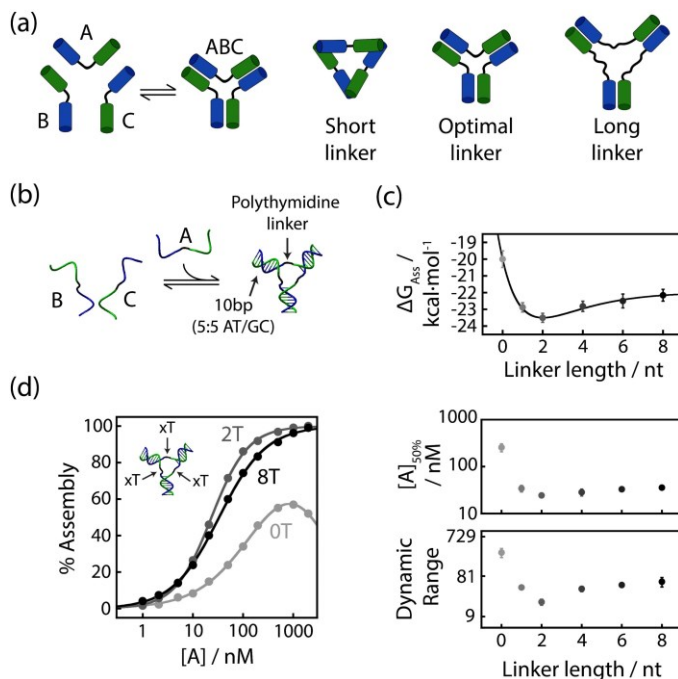 (a)
A
ABC
B
C
Short
linker
Optimal
linker
Long
linker
(b)
A
B
C
Polythymidine
linker
10bp
(5:5 AT/GC)
(c)
ΔG Ass /
kcal·mol⁻¹
-19
-20
-21
-22
-23
-24
0 2 4 6 8
Linker length / nt
(d)
% Assembly
100
80
60
40
20
0
xT
xT
xT
2T
8T
0T
1 10 100 1000
[A] / nM
[A]50%
/ nM
1000
100
10
Dynamic
Range
729
81
9
0 2 4 6 8
Linker length / nt